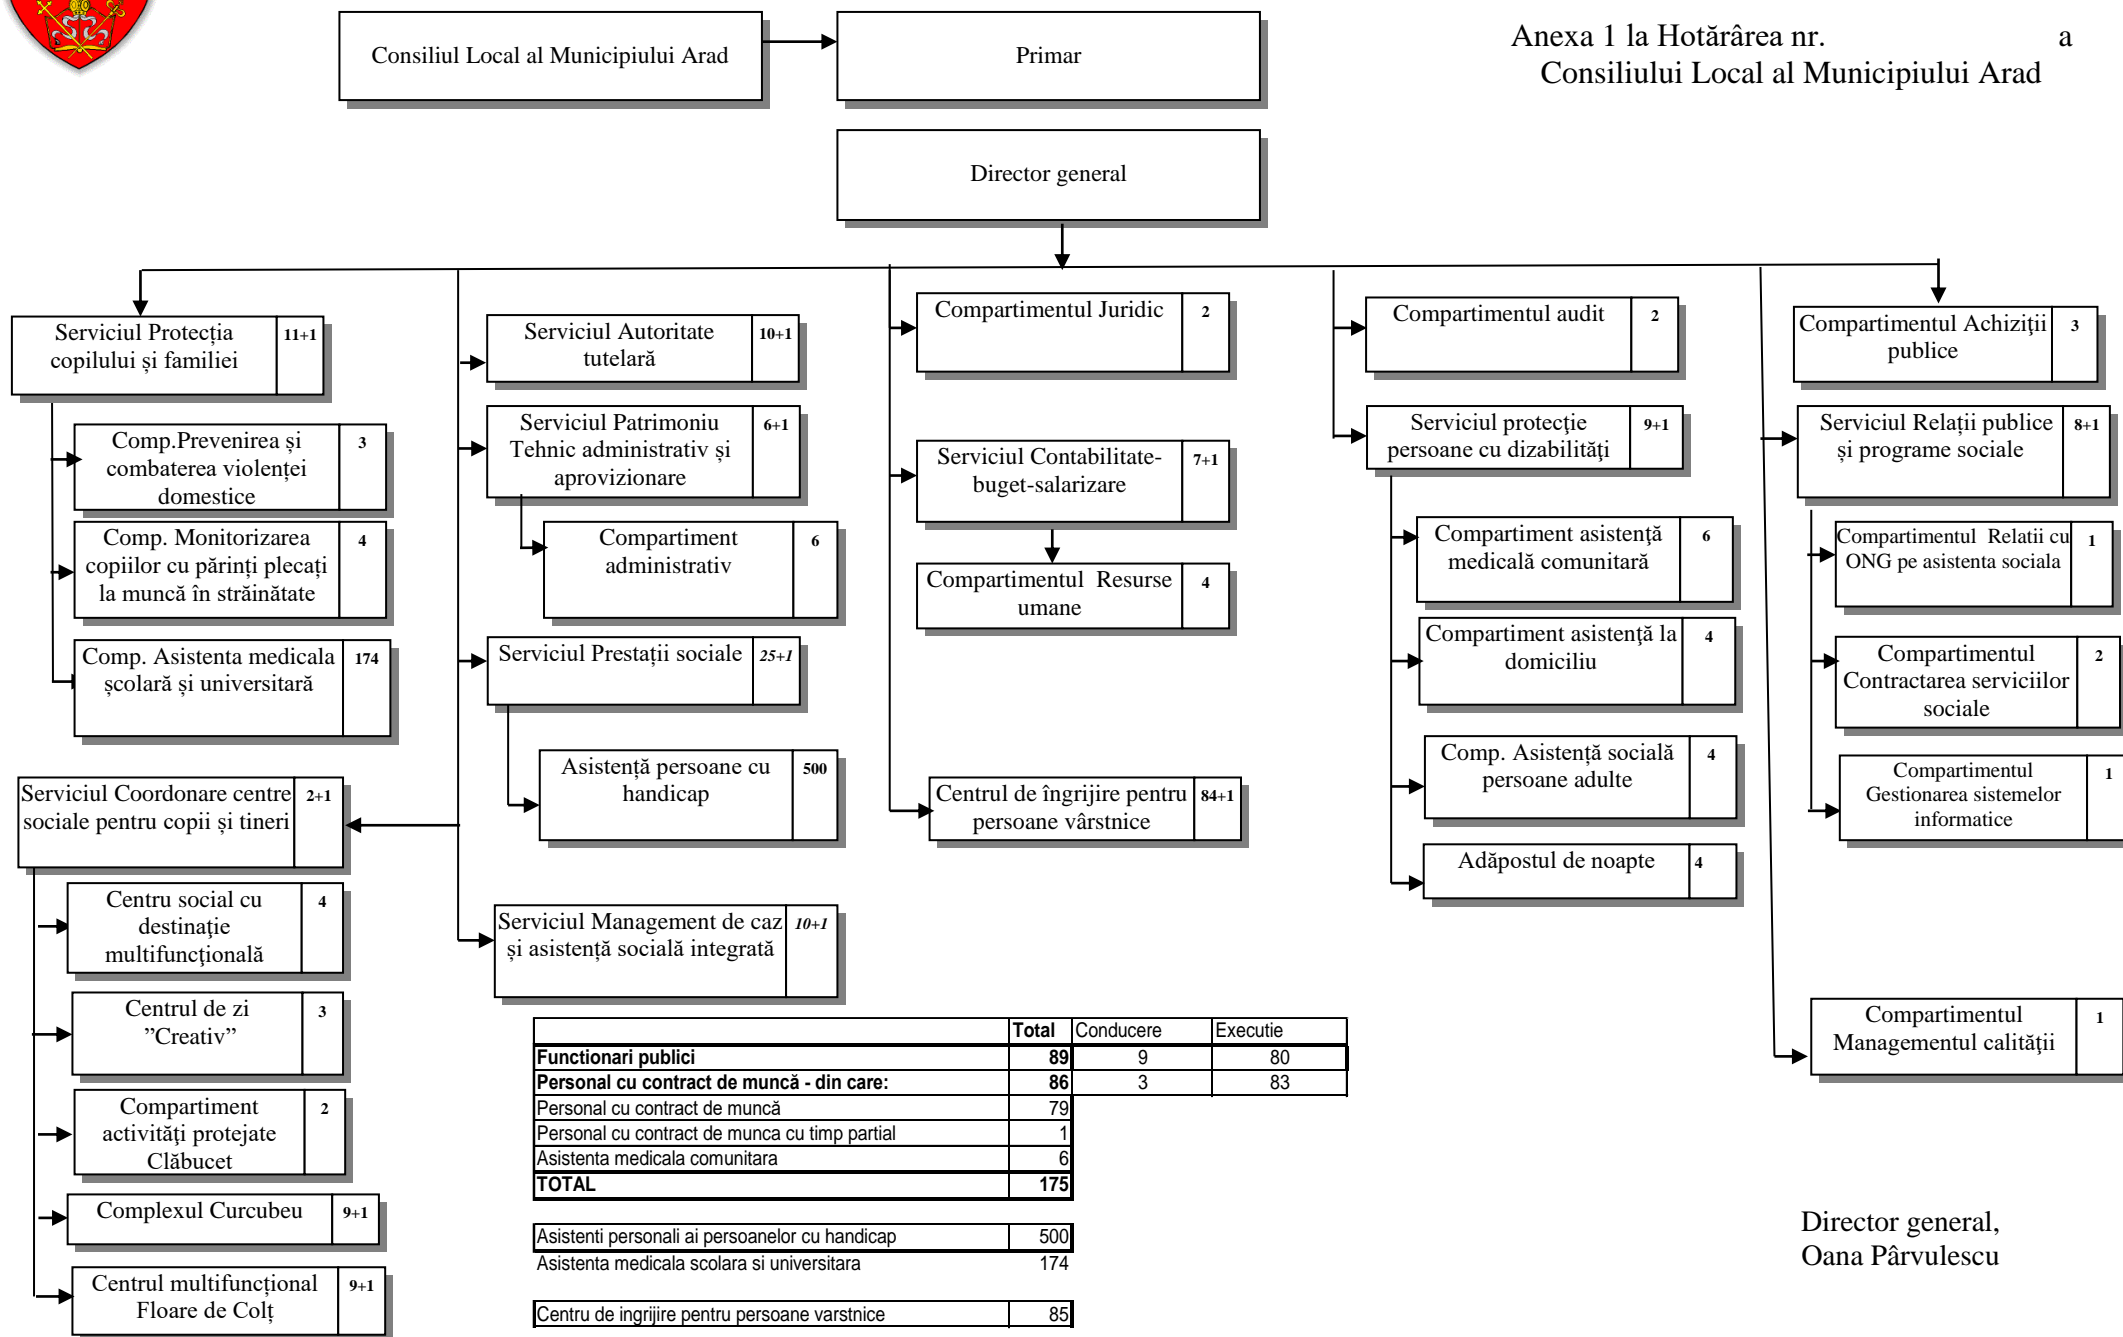 Consiliul Local al Municipiului Arad
Primar
Anexa 1 la Hotărârea nr. a
Consiliului Local al Municipiului Arad
Director general
Serviciul Protecția
copilului și familiei
11+1
Comp.Prevenirea și
combaterea violenței
domestice
3
Comp. Monitorizarea
copiilor cu părinți plecați
la muncă în străinătate
4
Comp. Asistenta medicala
școlară și universitară
174
Serviciul Coordonare centre
sociale pentru copii și tineri
2+1
Centru social cu
destinaţie
multifuncţională
4
Centrul de zi
”Creativ”
3
Compartiment
activităţi protejate
Clăbucet
2
Complexul Curcubeu
9+1
Centrul multifuncțional
Floare de Colț
9+1
Serviciul Autoritate
tutelară
10+1
Serviciul Patrimoniu
Tehnic administrativ și
aprovizionare
6+1
Compartiment
administrativ
6
Serviciul Prestații sociale
25+1
Asistență persoane cu
handicap
500
Serviciul Management de caz
și asistență socială integrată
10+1
Compartimentul Juridic
2
Serviciul Contabilitate-
buget-salarizare
7+1
Compartimentul Resurse
umane
4
Centrul de îngrijire pentru
persoane vârstnice
84+1
Compartimentul audit
2
Serviciul protecţie
persoane cu dizabilităţi
9+1
Compartiment asistenţă
medicală comunitară
6
Compartiment asistenţă la
domiciliu
4
Comp. Asistență socială
persoane adulte
4
Adăpostul de noapte
4
Compartimentul Achiziţii
publice
3
Serviciul Relații publice
și programe sociale
8+1
Compartimentul Relatii cu
ONG pe asistenta sociala
1
Compartimentul
Contractarea serviciilor
sociale
2
Compartimentul
Gestionarea sistemelor
informatice
1
Compartimentul
Managementul calităţii
1
Total Conducere Executie
Functionari publici 89 9 80
Personal cu contract de muncă - din care: 86 3 83
Personal cu contract de muncă 79
Personal cu contract de munca cu timp partial 1
Asistenta medicala comunitara 6
TOTAL 175
Asistenti personali ai persoanelor cu handicap 500
Asistenta medicala scolara si universitara 174
Centru de ingrijire pentru persoane varstnice 85
Director general,
Oana Pârvulescu